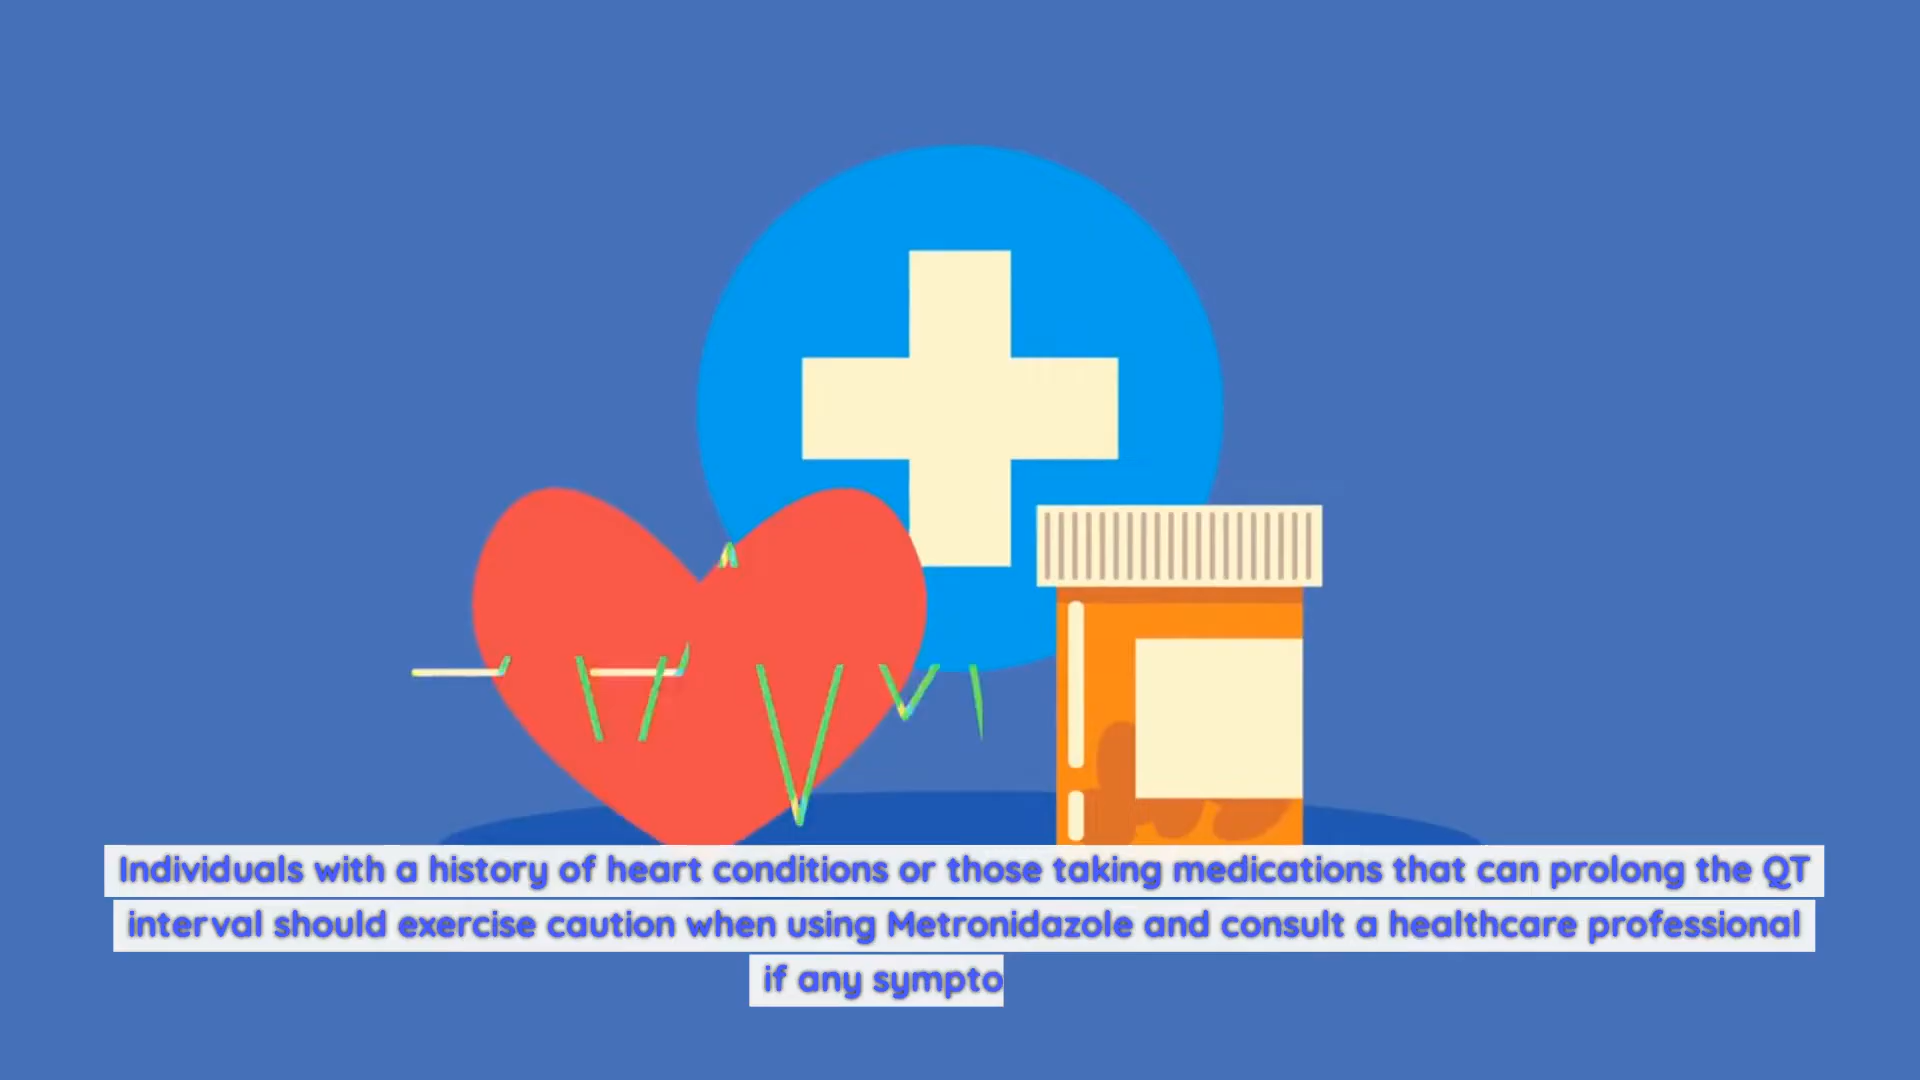 Individuals with a history of heart conditions or those taking medications that can prolong the QT
interval should exercise caution when using Metronidazole and consult a healthcare professional
if any sympto